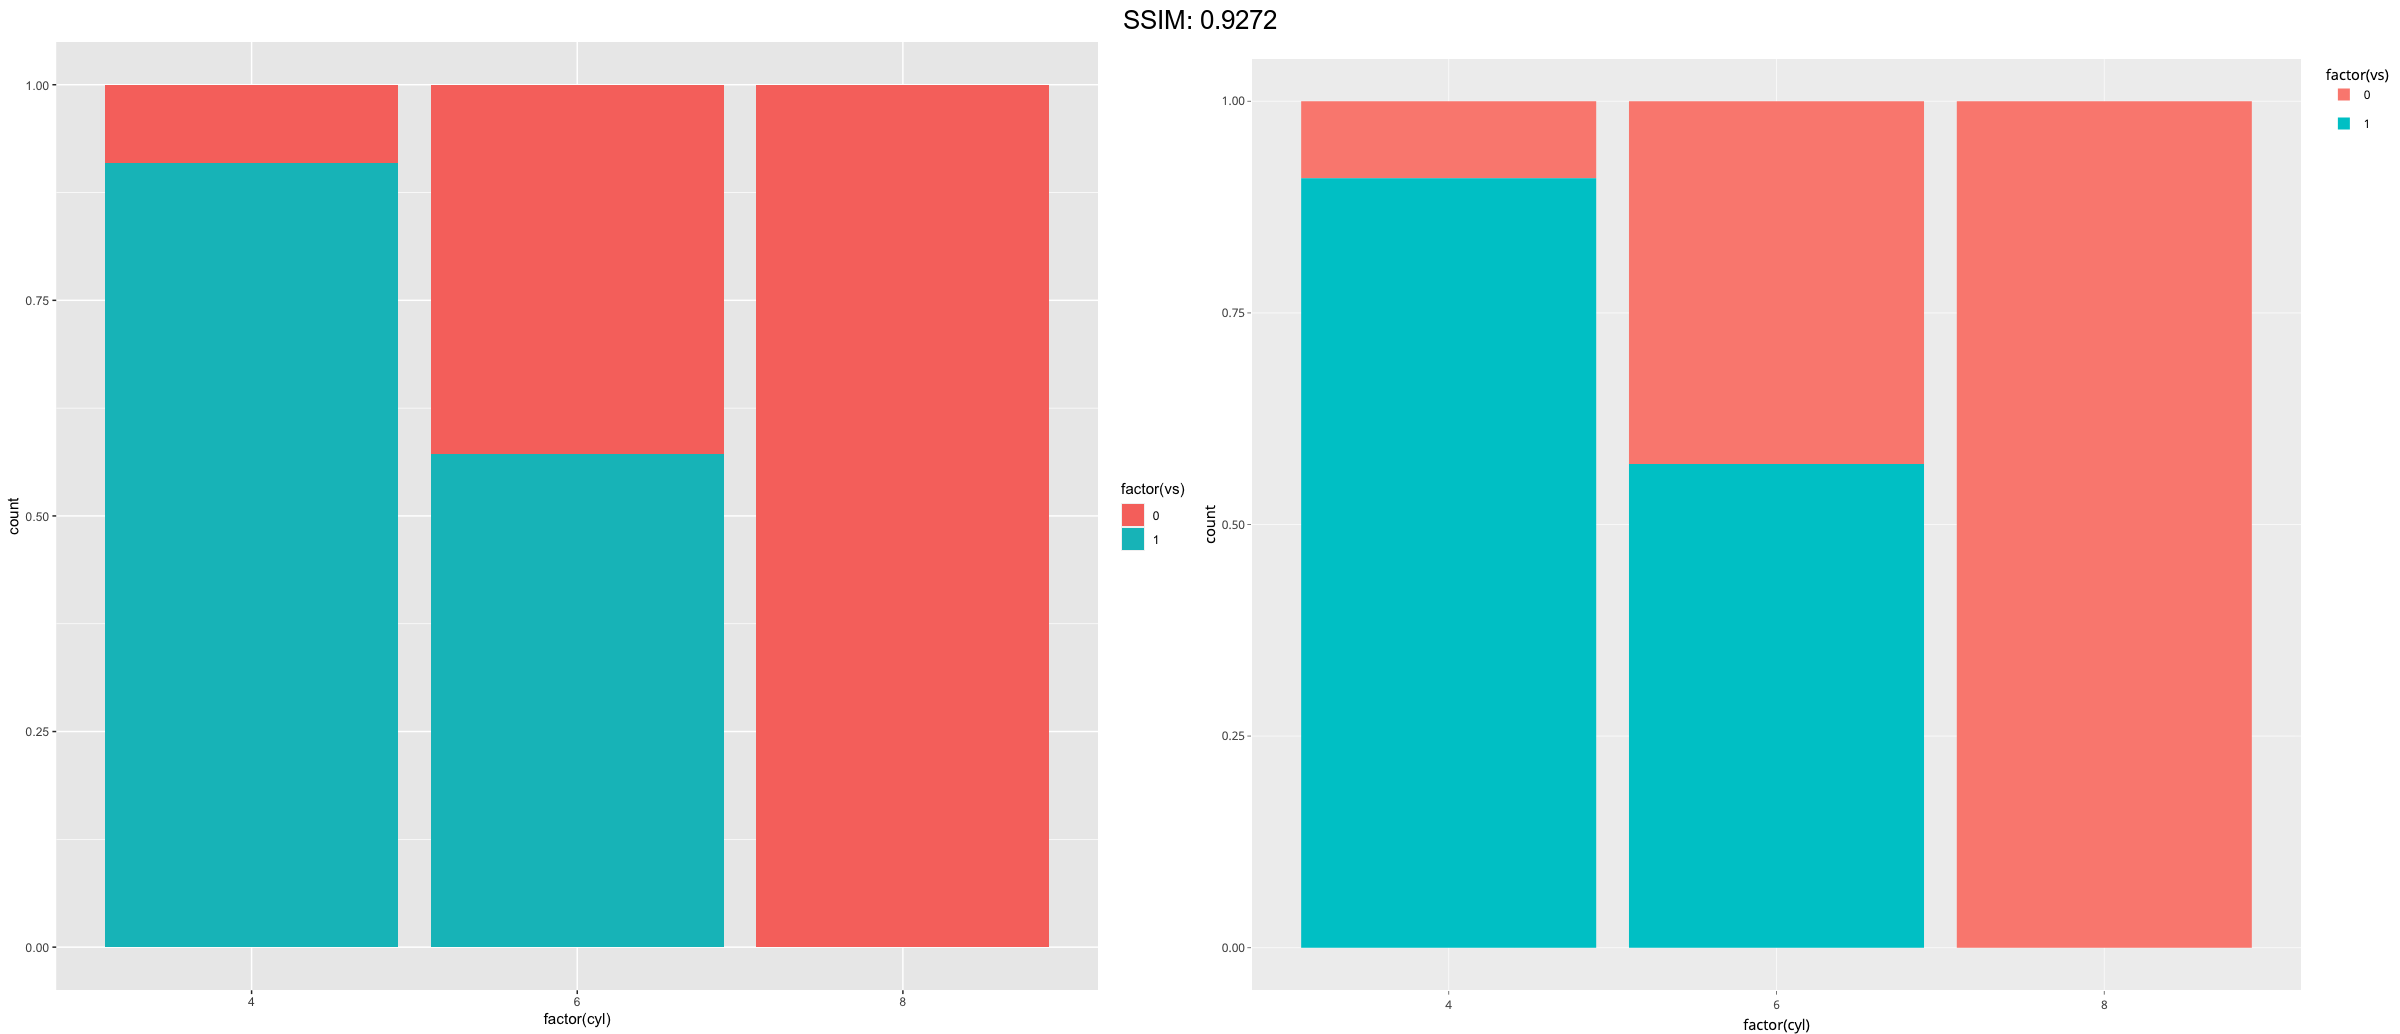 SSIM: 0.9272
count
1.00
0.75
0.50
0.25
0.00
4 6 8
factor(cyl)
factor(vs)
0
1
count
1.00
0.75
0.50
0.25
0.00
4 6 8
factor(cyl)
factor(vs)
0
1